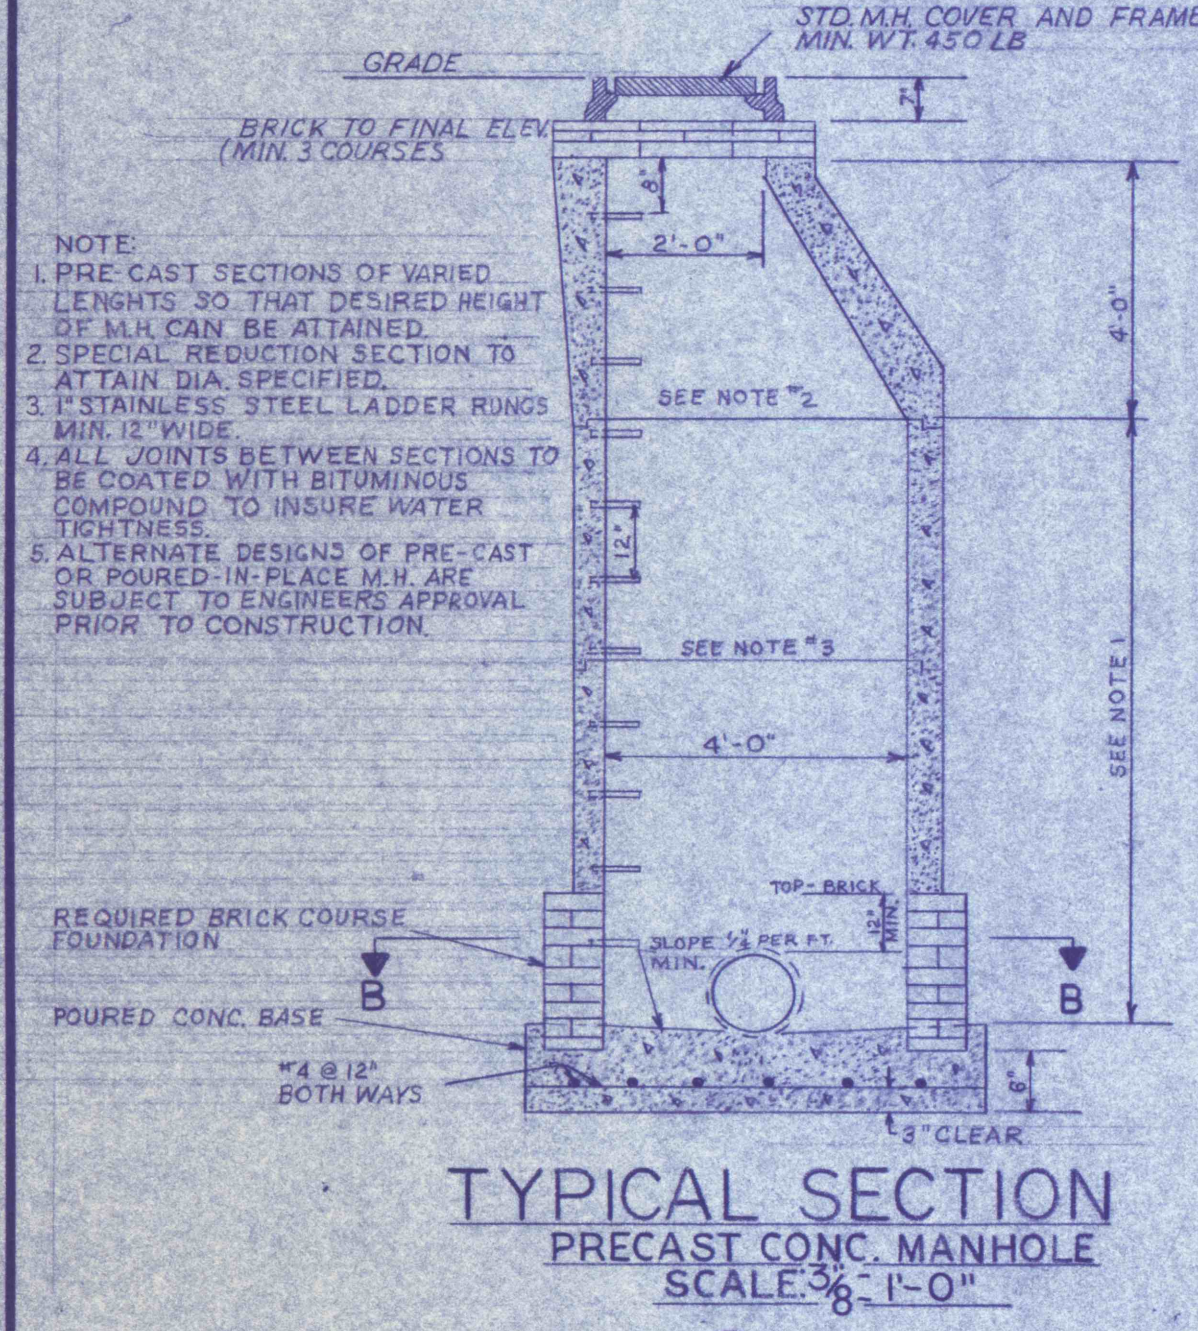 STD. M.H. COVER AND FRAME
MIN. WT. 450 LB
GRADE
7"
BRICK TO FINAL ELEV.
(MIN. 3 COURSES
8"
2'-0"
4'-0"
NOTE:
1. PRE-CAST SECTIONS OF VARIED
LENGHTS SO THAT DESIRED HEIGHT
OF M.H. CAN BE ATTAINED.
2. SPECIAL REDUCTION SECTION TO
ATTAIN DIA. SPECIFIED.
3. 1" STAINLESS STEEL LADDER RUNGS
MIN. 12" WIDE.
4. ALL JOINTS BETWEEN SECTIONS TO
BE COATED WITH BITUMINOUS
COMPOUND TO INSURE WATER
TIGHTNESS.
5. ALTERNATE DESIGNS OF PRE-CAST
OR POURED-IN-PLACE M.H. ARE
SUBJECT TO ENGINEERS APPROVAL
PRIOR TO CONSTRUCTION.
SEE NOTE #2
12"
SEE NOTE #3
SEE NOTE 1
4'-0"
TOP-BRICK
12"
MIN.
REQUIRED BRICK COURSE
FOUNDATION
SLOPE 1/4" PER FT.
MIN.
B
B
POURED CONC. BASE
#4 @ 12"
BOTH WAYS
6"
3" CLEAR
TYPICAL SECTION
PRECAST CONC. MANHOLE
SCALE: 3/8" = 1'-0"